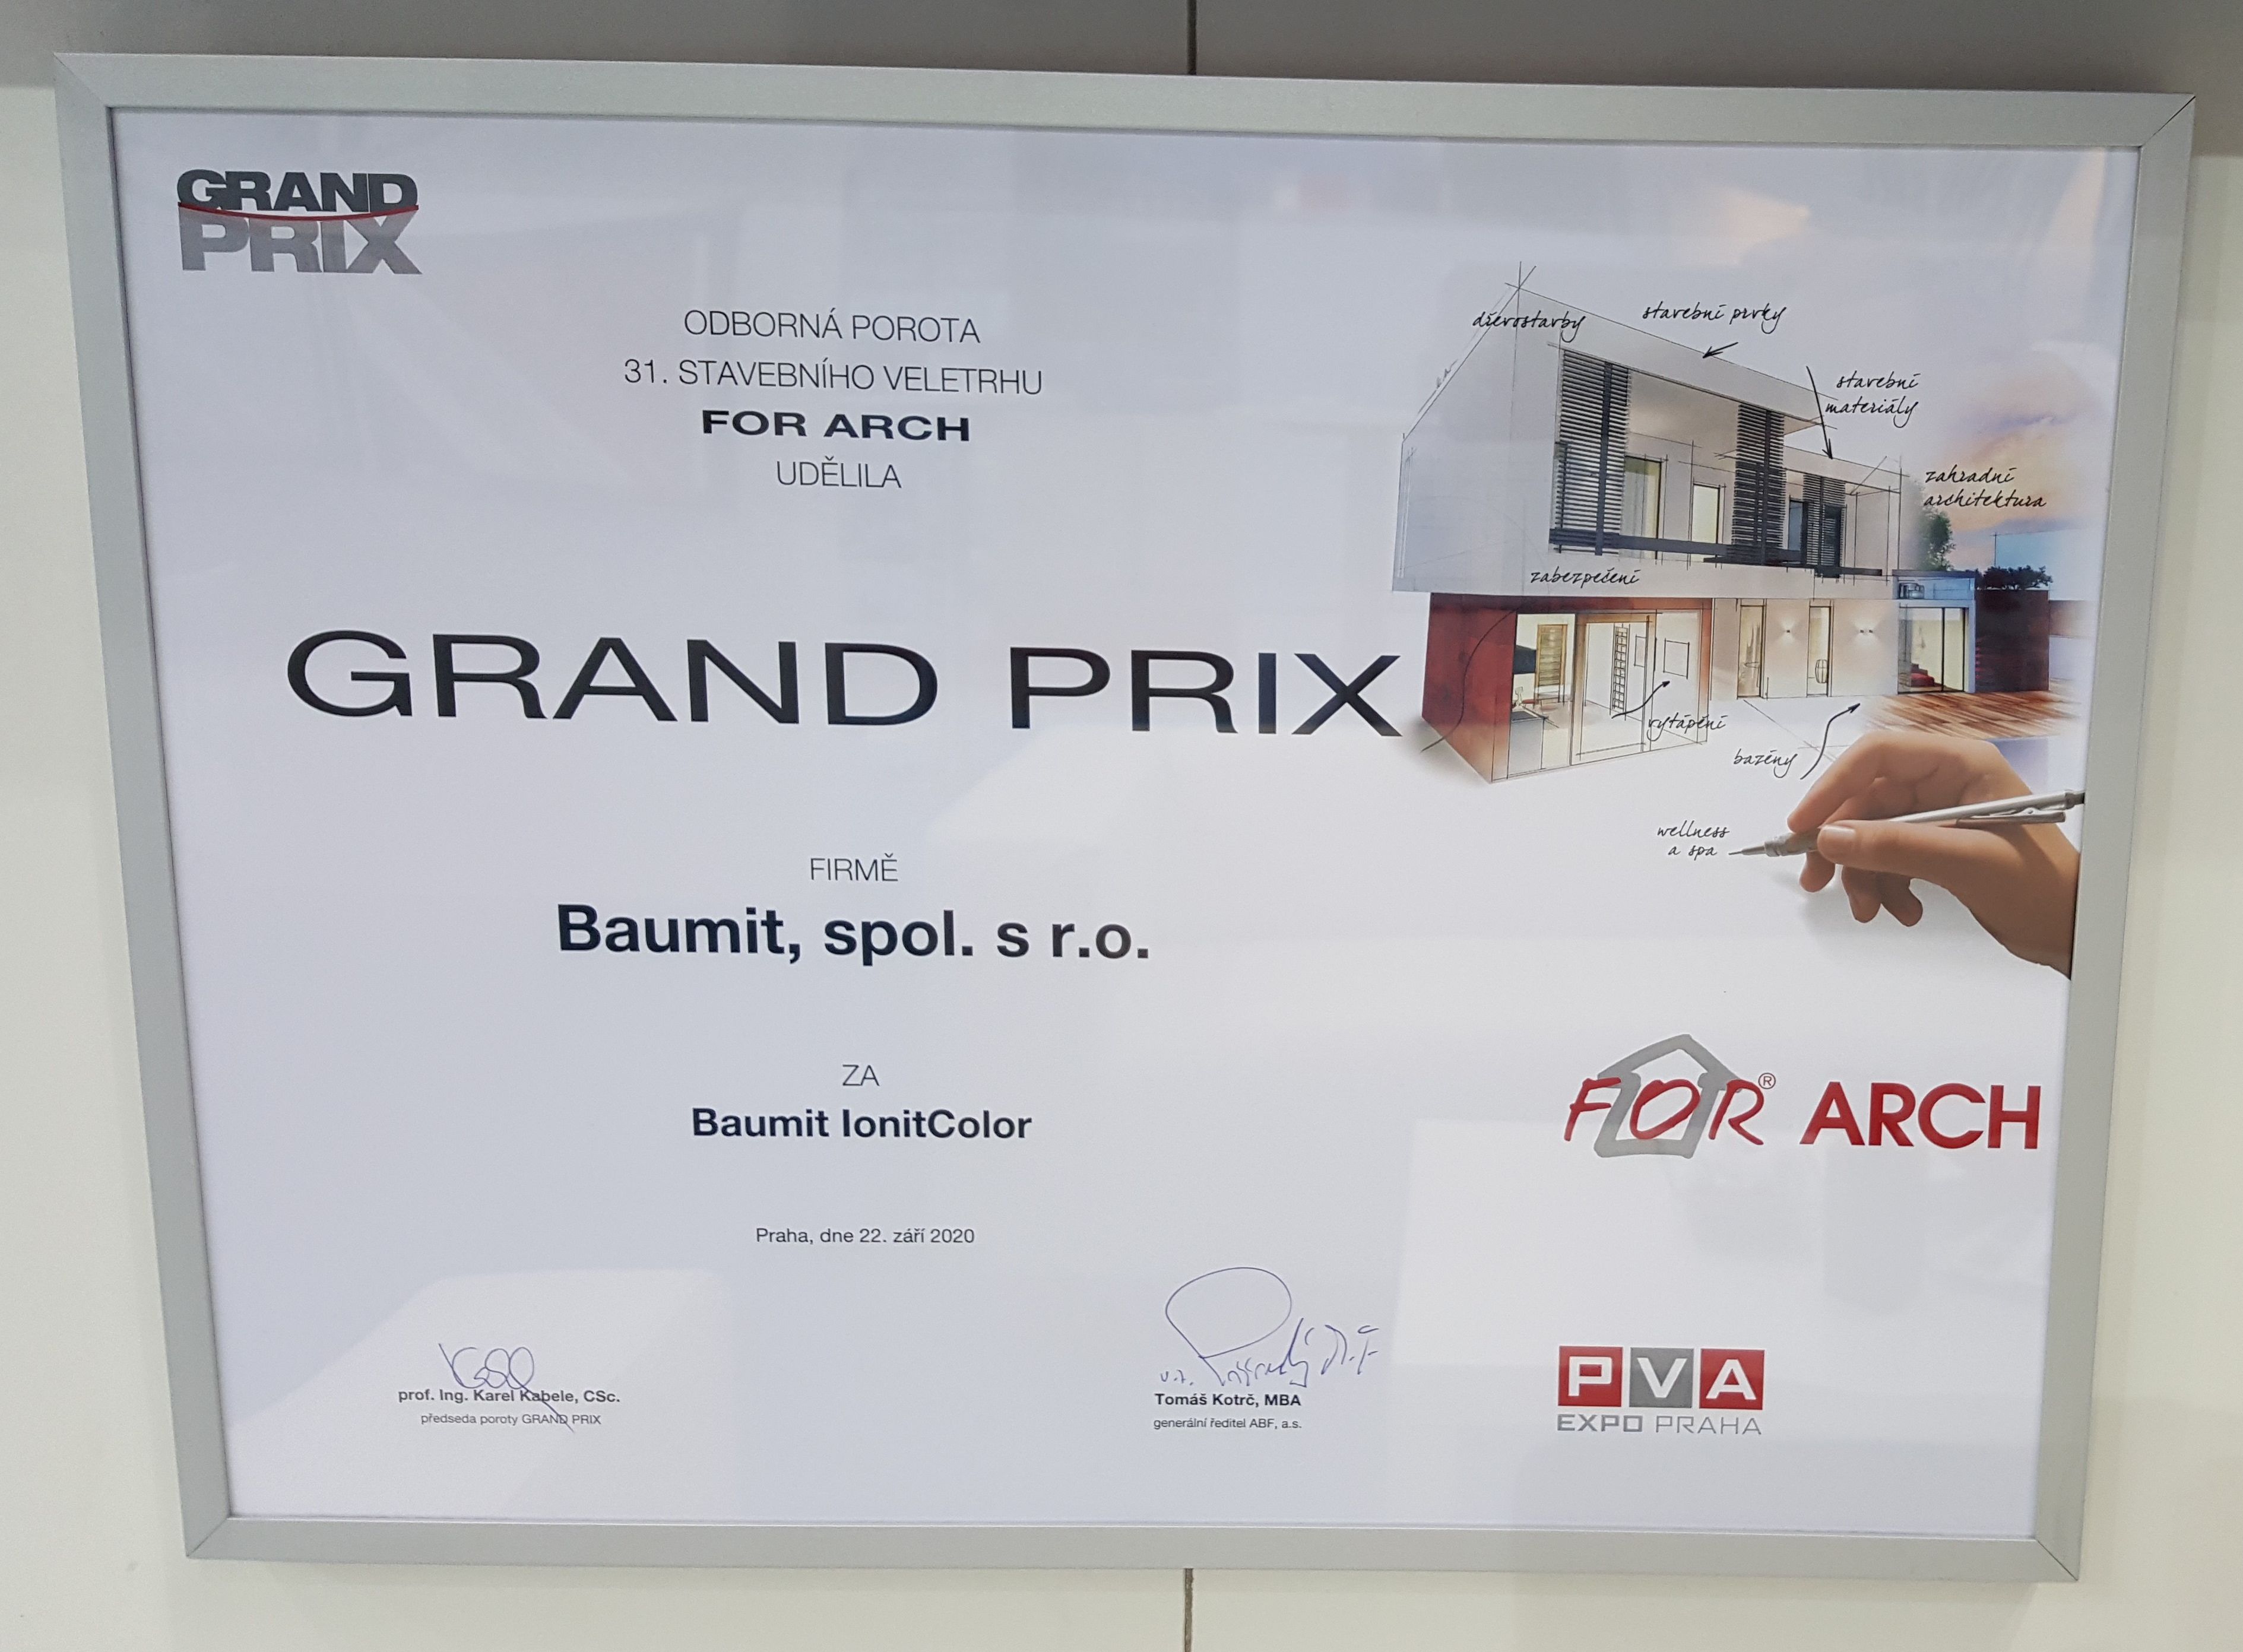 GRAND
PRIX
ODBORNÁ POROTA
31. STAVEBNÍHO VELETRHU
FOR ARCH
UDĚLILA
GRAND PRIX
FIRMĚ
Baumit, spol. s r.o.
ZA
Baumit IonitColor
Praha, dne 22. září 2020
prof. Ing. Karel Kabele, CSc.
předseda poroty GRAND PRIX
v.z.
Tomáš Kotrč, MBA
generální ředitel ABF, a.s.
dřevostavby
stavební prvky
stavební
materiály
zahradní
architektura
zabezpečení
vytápění
bazény
wellness
a spa
FOR® ARCH
PVA
EXPO PRAHA